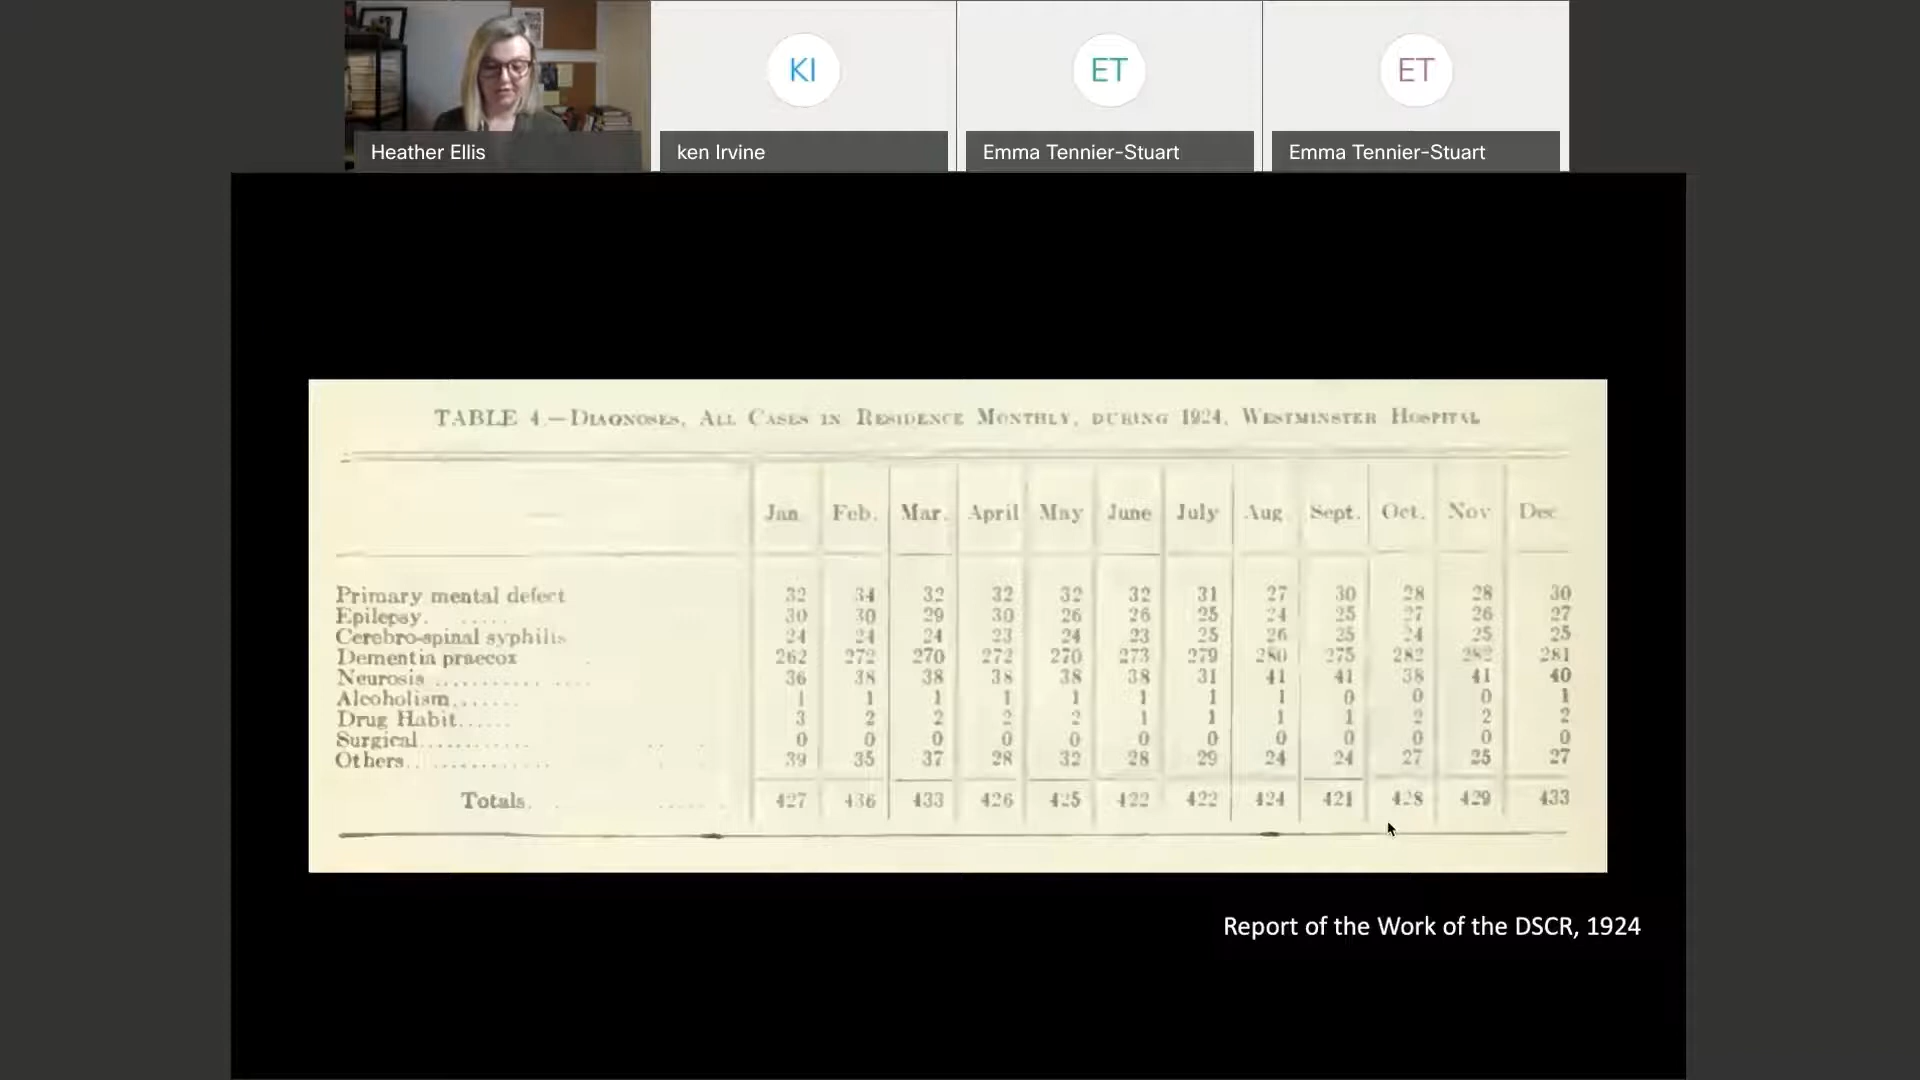 KI
ET
ET
Heather Ellis
ken Irvine
Emma Tennier-Stuart
Emma Tennier-Stuart
TABLE 4.—Diagnoses, All Cases in Residence Monthly, during 1924, Westminster Hospital
Jan. Feb. Mar. April May June July Aug. Sept. Oct. Nov. Dec.
Primary mental defect 32 34 32 32 32 32 31 27 30 28 28 30
Epilepsy....... 30 30 29 30 26 26 25 24 25 27 26 27
Cerebro-spinal syphilis 24 24 24 23 24 23 25 26 25 24 25 25
Dementia praecox 262 272 270 272 270 273 279 280 275 282 282 281
Neurosis ............... 36 38 38 38 38 38 31 41 41 38 41 40
Alcoholism....... 1 1 1 1 1 1 1 1 0 0 0 1
Drug Habit...... 3 2 2 2 2 1 1 1 1 2 2 2
Surgical............ 0 0 0 0 0 0 0 0 0 0 0 0
Others.............. 39 35 37 28 32 28 29 24 24 27 25 27
Totals. 427 436 433 426 425 422 422 424 421 428 429 433
Report of the Work of the DSCR, 1924